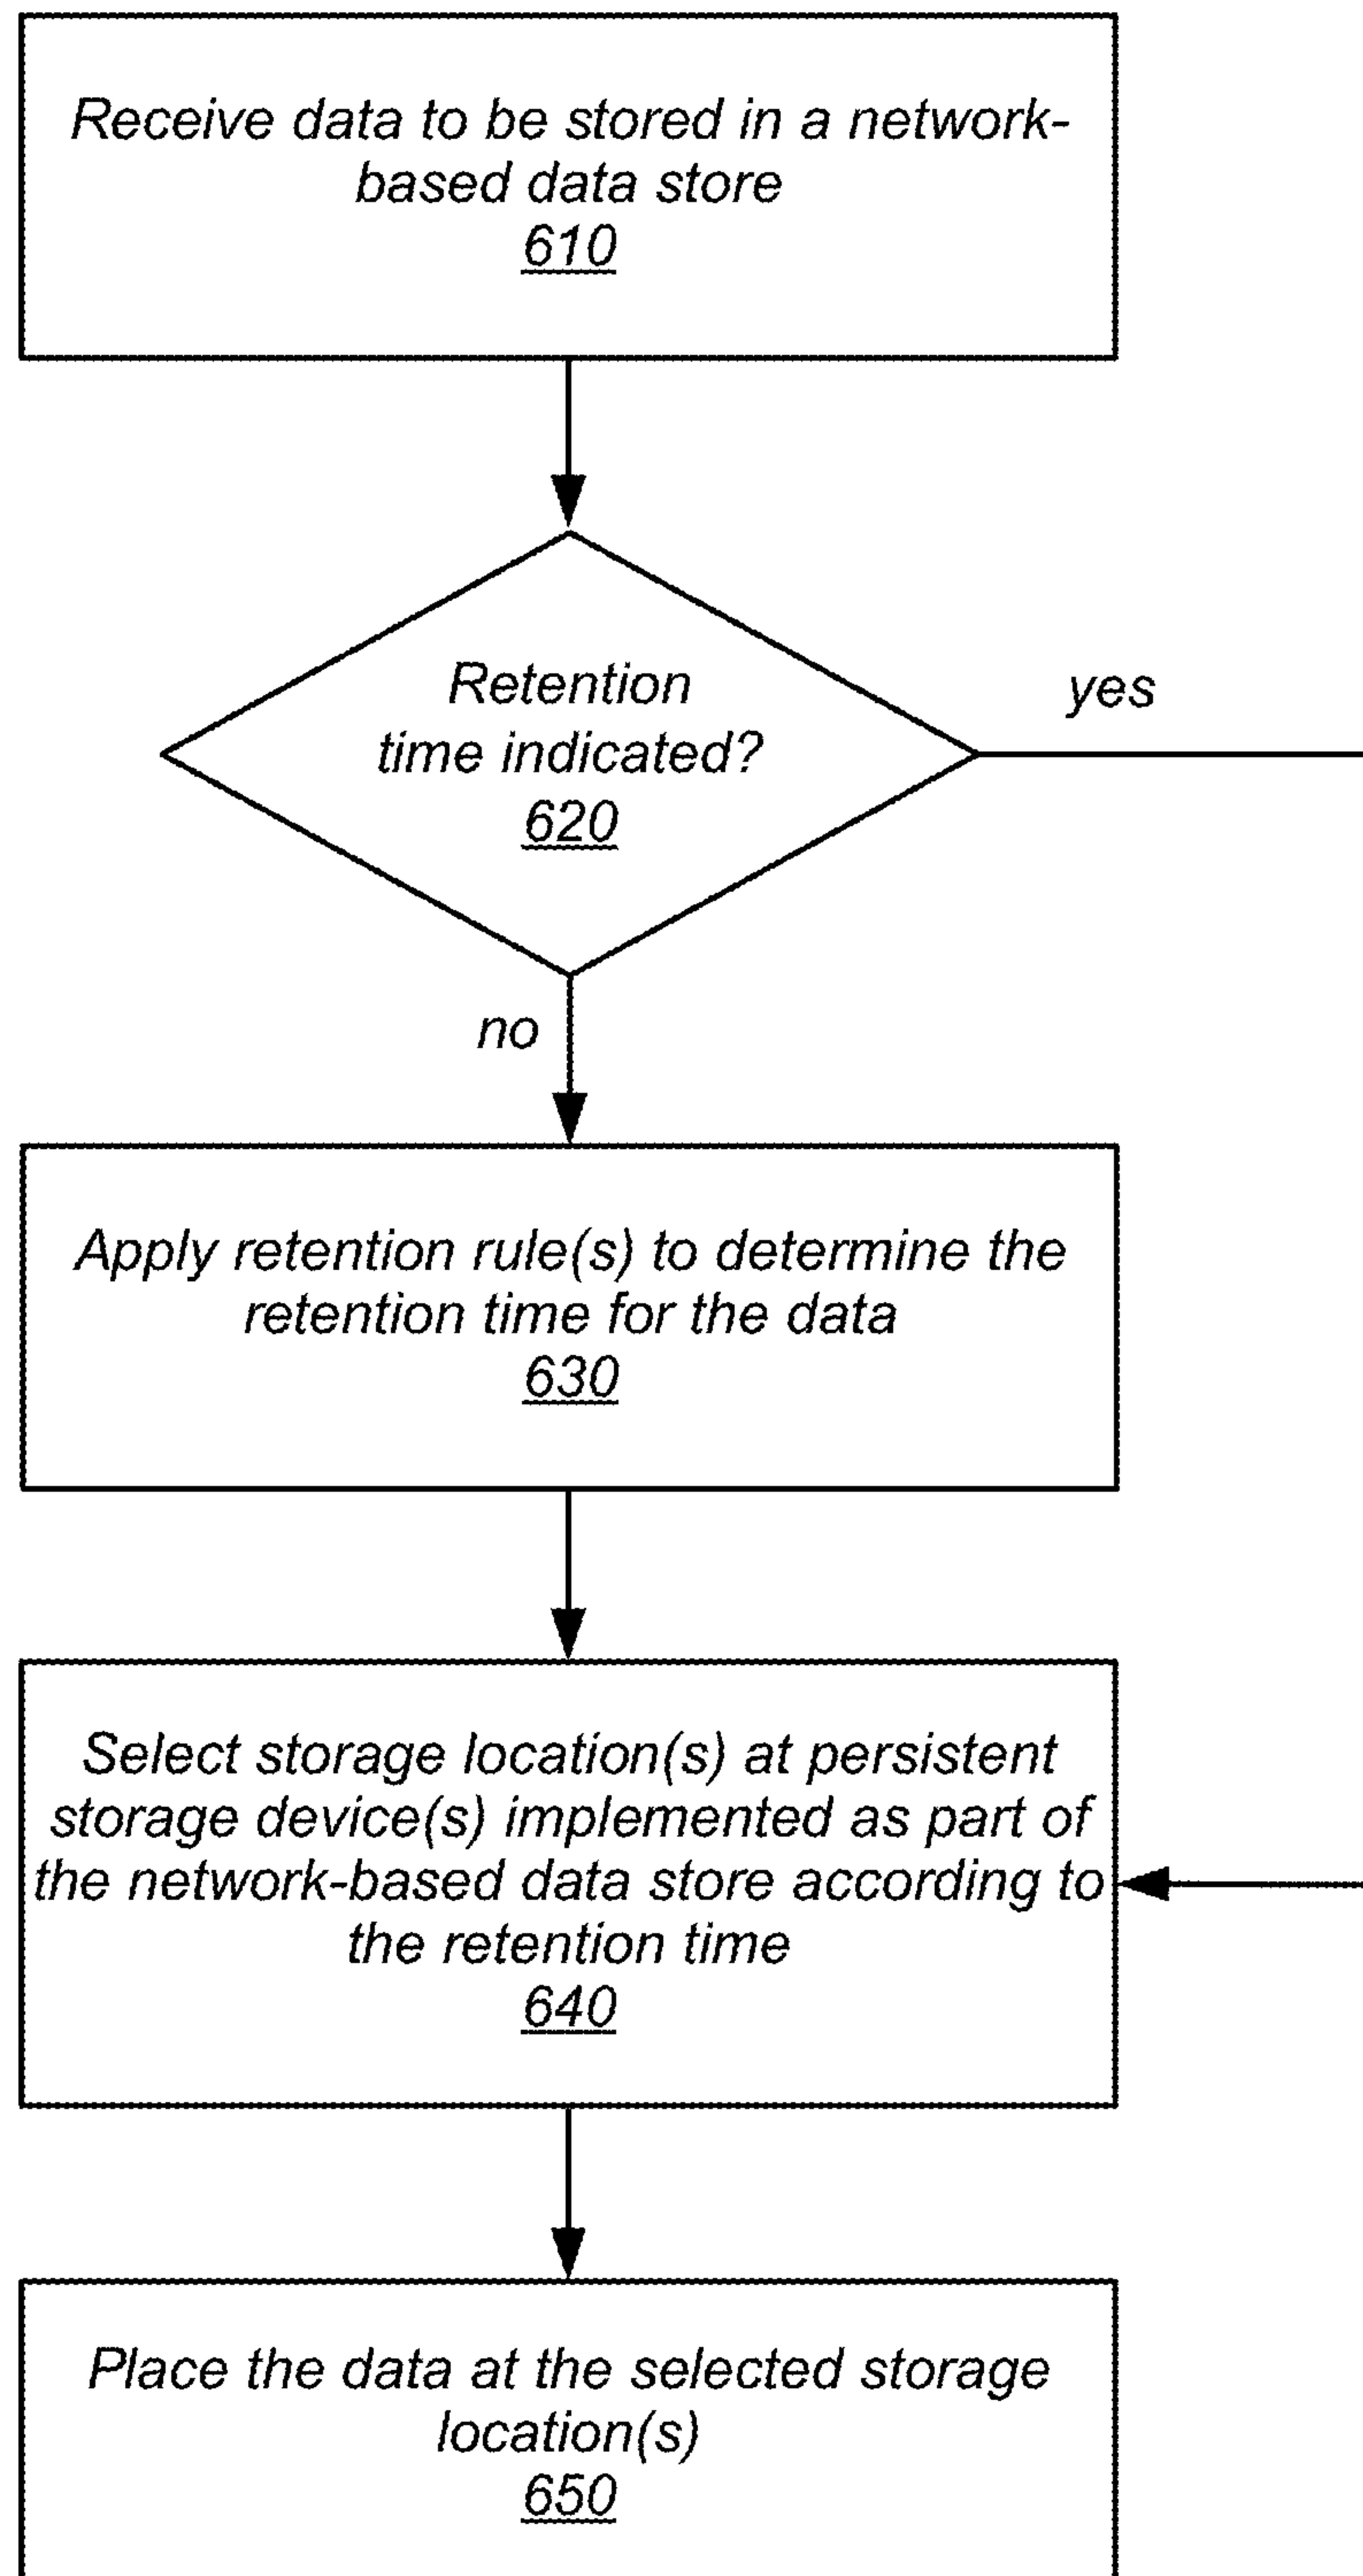 Receive data to be stored in a network-
based data store
610
Retention
time indicated?
620
yes
no
Apply retention rule(s) to determine the
retention time for the data
630
Select storage location(s) at persistent
storage device(s) implemented as part of
the network-based data store according to
the retention time
640
Place the data at the selected storage
location(s)
650